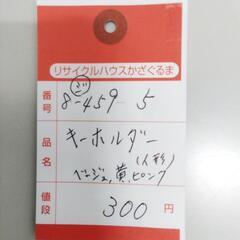 リサイクルハウスかざぐるま
番号 8-459 5
品名 キーホルダー
(人形)
ベージュ,黄,ピンク
値段 300 円